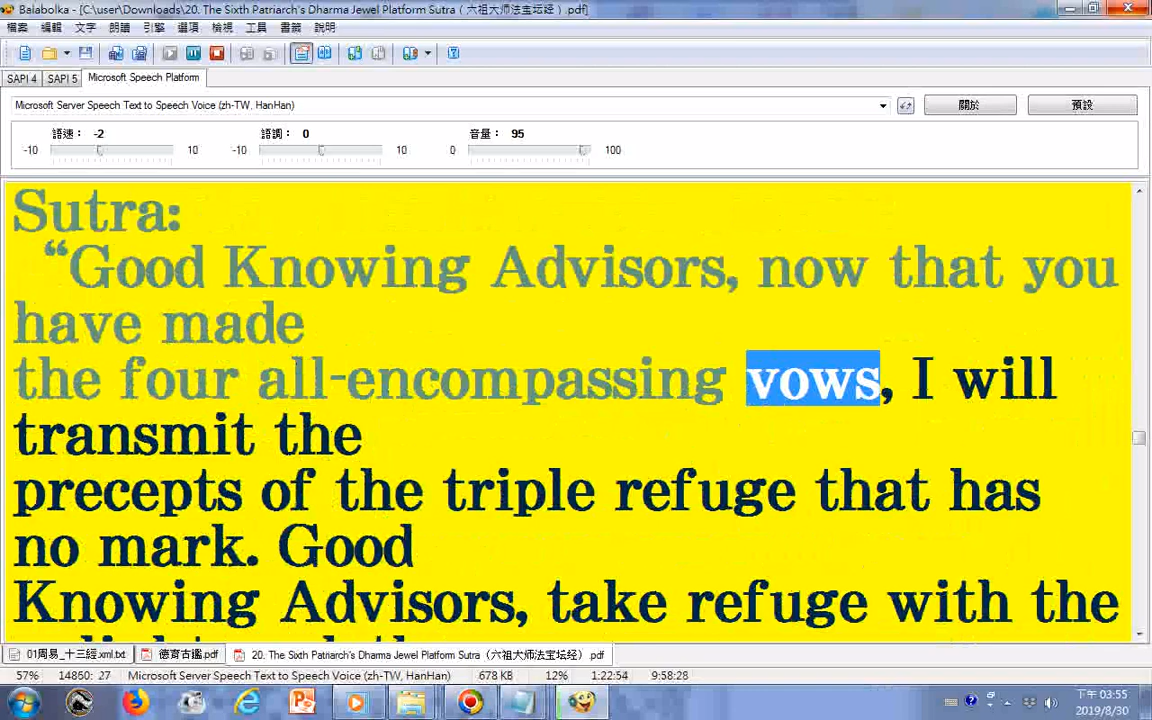 Balabolka - [C:\user\Downloads\20. The Sixth Patriarch's Dharma Jewel Platform Sutra（六祖大师法宝坛经）.pdf]
檔案 編輯 文字 朗讀 引擎 選項 檢視 工具 書籤 說明
SAPI 4 SAPI 5 Microsoft Speech Platform
Microsoft Server Speech Text to Speech Voice (zh-TW, HanHan) 關於 預設
語速： -2 語調： 0 音量： 95
-10 10 -10 10 0 100
Sutra:
“Good Knowing Advisors, now that you
have made
the four all-encompassing vows, I will
transmit the
precepts of the triple refuge that has
no mark. Good
Knowing Advisors, take refuge with the
01周易_十三經.xml.txt 德育古鑑.pdf 20. The Sixth Patriarch's Dharma Jewel Platform Sutra（六祖大师法宝坛经）.pdf
57% 14850: 27 Microsoft Server Speech Text to Speech Voice (zh-TW, HanHan) 678 KB 12% 1:22:54 9:58:28
下午 03:55
2019/8/30